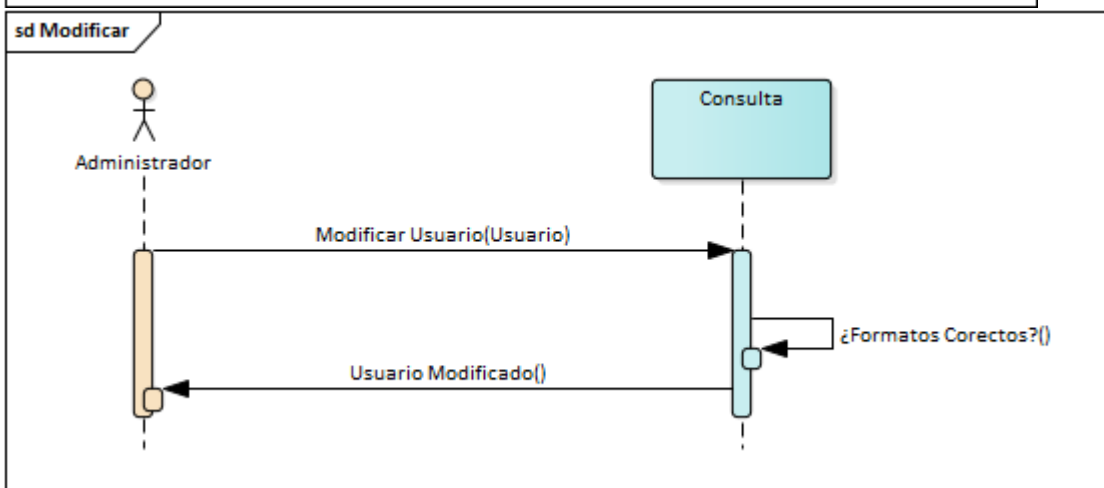 sd Modificar
Consulta
Administrador
Modificar Usuario(Usuario)
¿Formatos Corectos?()
Usuario Modificado()